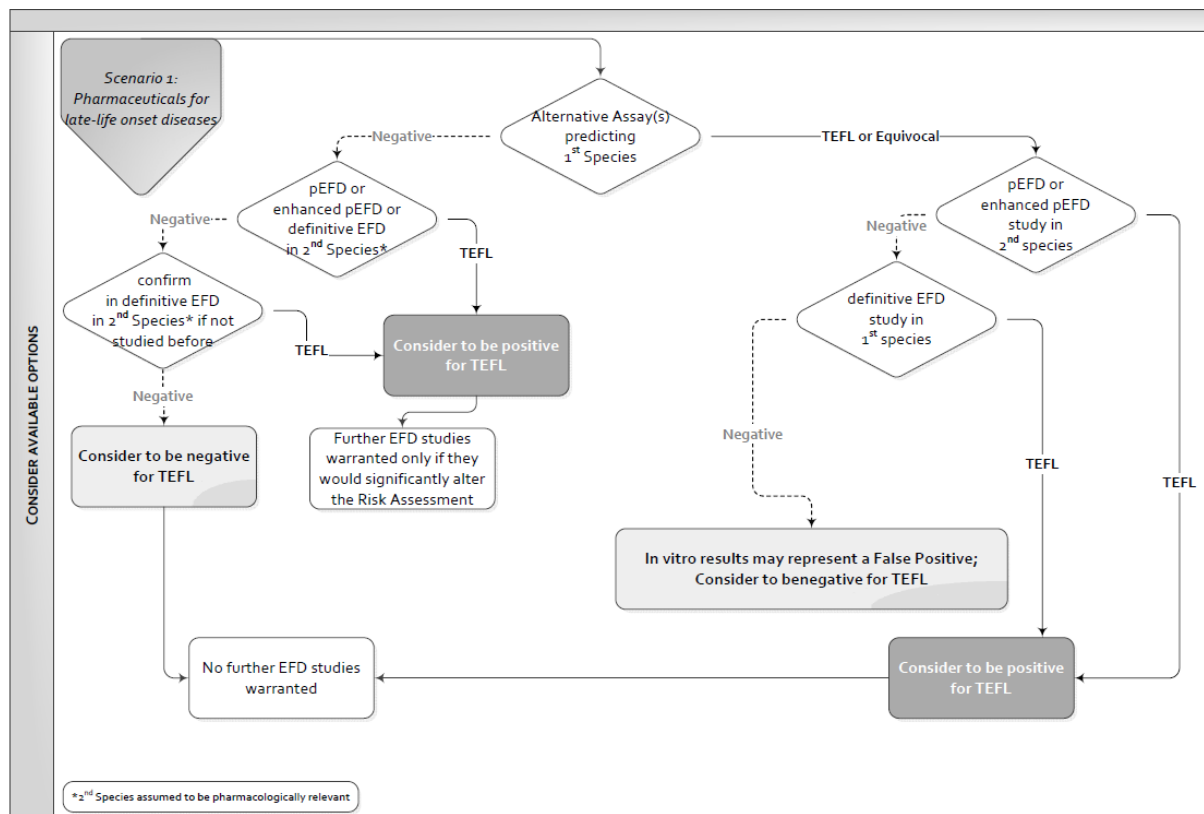 CONSIDER AVAILABLE OPTIONS
Scenario 1:
Pharmaceuticals for
late-life onset diseases
Alternative Assay(s)
predicting
1st Species
Negative
TEFL or Equivocal
pEFD or
enhanced pEFD or
definitive EFD
in 2nd Species*
pEFD or
enhanced pEFD
study in
2nd species
Negative
TEFL
Negative
TEFL
confirm
in definitive EFD
in 2nd Species* if not
studied before
definitive EFD
study in
1st species
TEFL
Consider to be positive
for TEFL
Negative
Negative
TEFL
Consider to be negative
for TEFL
Further EFD studies
warranted only if they
would significantly alter
the Risk Assessment
In vitro results may represent a False Positive;
Consider to benegative for TEFL
No further EFD studies
warranted
Consider to be positive
for TEFL
*2nd Species assumed to be pharmacologically relevant